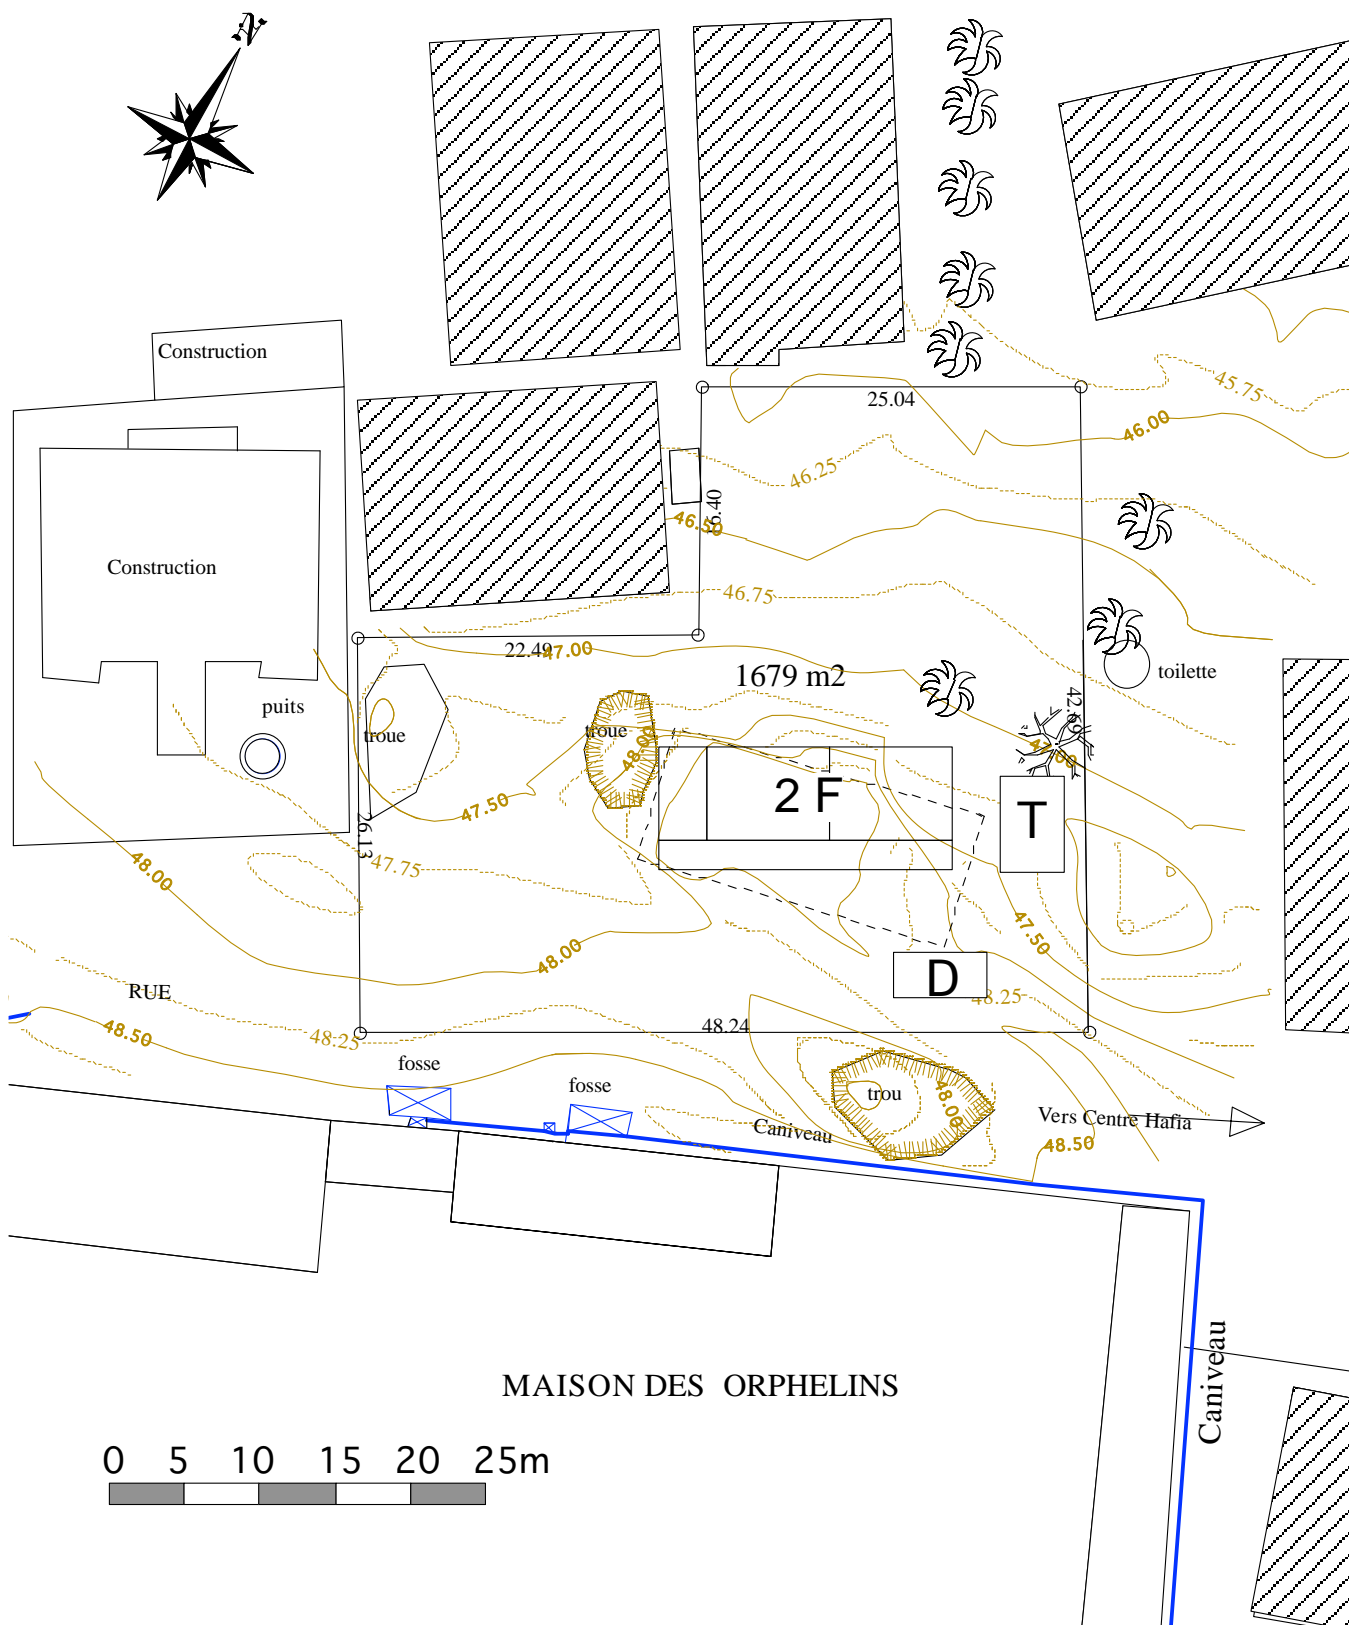 N
Construction
25.04
45.75
46.00
46.25
46.50
16.40
Construction
46.75
22.49
47.00
1679 m2
toilette
puits
troue
troue
48.00
42.69
47.00
2 F
T
47.50
26.13
47.75
48.00
48.00
47.50
D
RUE
48.25
48.50
48.25
48.24
fosse
fosse
trou
48.00
Caniveau
Vers Centre Hafia
48.50
Caniveau
MAISON DES ORPHELINS
0 5 10 15 20 25m